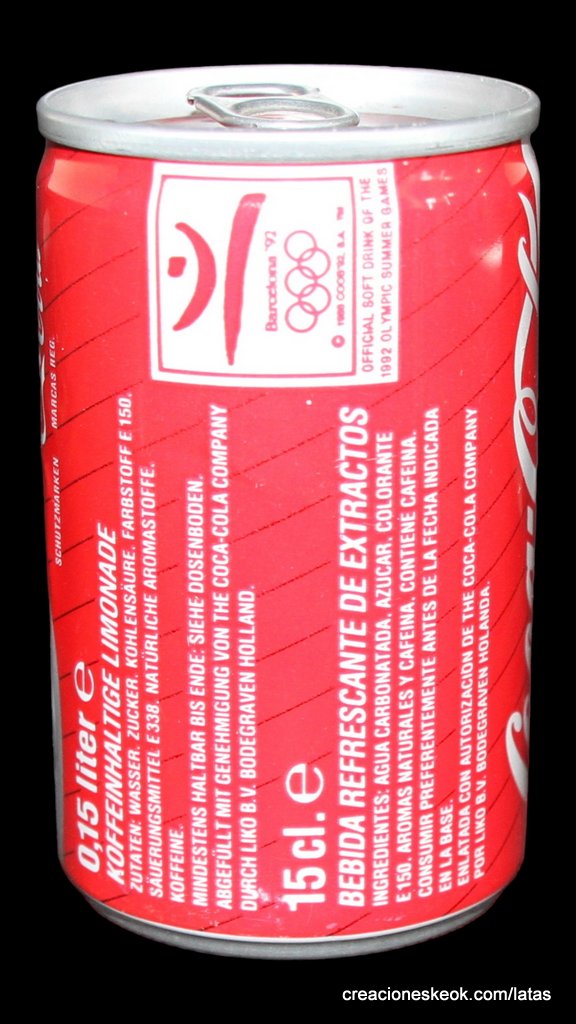 Barcelona '92
© 1988 COOB'92, S.A. ™
OFFICIAL SOFT DRINK OF THE
1992 OLYMPIC SUMMER GAMES
SCHUTZMARKEN MARCAS REG.
0,15 liter e
KOFFEINHALTIGE LIMONADE
ZUTATEN: WASSER, ZUCKER, KOHLENSÄURE, FARBSTOFF E 150,
SÄUERUNGSMITTEL E 338, NATÜRLICHE AROMASTOFFE,
KOFFEINE.
MINDESTENS HALTBAR BIS ENDE: SIEHE DOSENBODEN.
ABGEFÜLLT MIT GENEHMIGUNG VON THE COCA-COLA COMPANY
DURCH LIKO B.V. BODEGRAVEN HOLLAND.
15 cl. e
BEBIDA REFRESCANTE DE EXTRACTOS
INGREDIENTES: AGUA CARBONATADA, AZUCAR, COLORANTE
E 150, AROMAS NATURALES Y CAFEINA. CONTIENE CAFEINA.
CONSUMIR PREFERENTEMENTE ANTES DE LA FECHA INDICADA
EN LA BASE.
ENLATADA CON AUTORIZACION DE THE COCA-COLA COMPANY
POR LIKO B.V. BODEGRAVEN HOLANDA.
Coca-Cola
creacioneskeok.com/latas